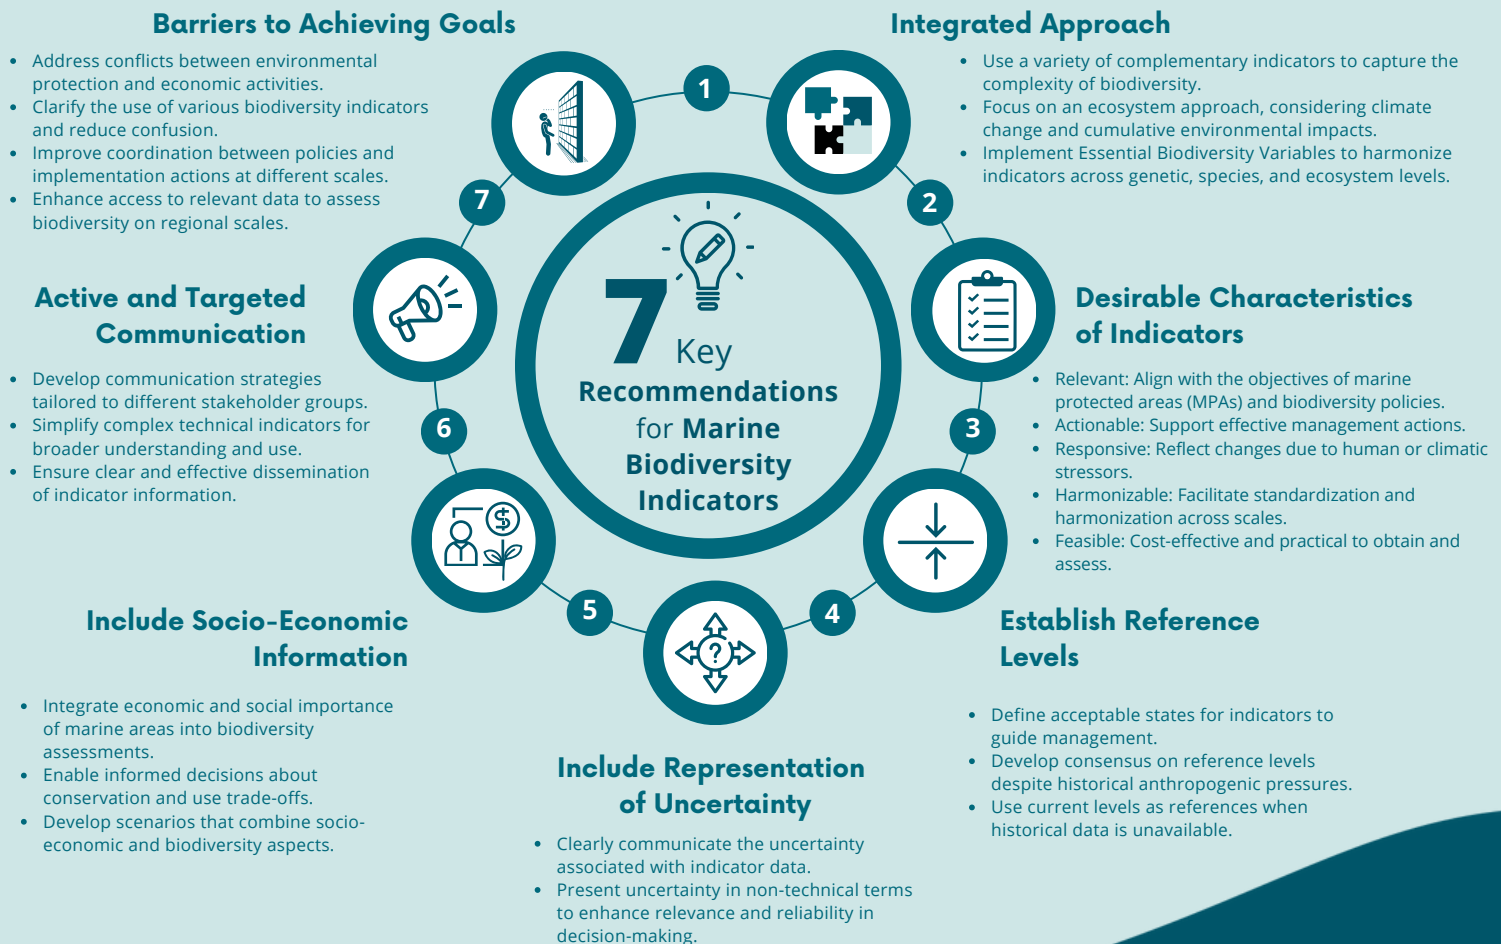 Barriers to Achieving Goals
• Address conflicts between environmental
protection and economic activities.
• Clarify the use of various biodiversity indicators
and reduce confusion.
• Improve coordination between policies and
implementation actions at different scales.
• Enhance access to relevant data to assess
biodiversity on regional scales.
Integrated Approach
• Use a variety of complementary indicators to capture the
complexity of biodiversity.
• Focus on an ecosystem approach, considering climate
change and cumulative environmental impacts.
• Implement Essential Biodiversity Variables to harmonize
indicators across genetic, species, and ecosystem levels.
1
2
3
4
5
6
7
7 Key
Recommendations
for Marine
Biodiversity
Indicators
?
$
Desirable Characteristics
of Indicators
• Relevant: Align with the objectives of marine
protected areas (MPAs) and biodiversity policies.
• Actionable: Support effective management actions.
• Responsive: Reflect changes due to human or climatic
stressors.
• Harmonizable: Facilitate standardization and
harmonization across scales.
• Feasible: Cost-effective and practical to obtain and
assess.
Establish Reference
Levels
• Define acceptable states for indicators to
guide management.
• Develop consensus on reference levels
despite historical anthropogenic pressures.
• Use current levels as references when
historical data is unavailable.
Include Representation
of Uncertainty
• Clearly communicate the uncertainty
associated with indicator data.
• Present uncertainty in non-technical terms
to enhance relevance and reliability in
decision-making.
Include Socio-Economic
Information
• Integrate economic and social importance
of marine areas into biodiversity
assessments.
• Enable informed decisions about
conservation and use trade-offs.
• Develop scenarios that combine socio-
economic and biodiversity aspects.
Active and Targeted
Communication
• Develop communication strategies
tailored to different stakeholder groups.
• Simplify complex technical indicators for
broader understanding and use.
• Ensure clear and effective dissemination
of indicator information.